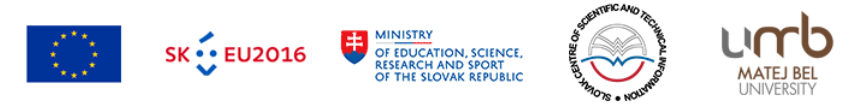 SK EU2016
MINISTRY
OF EDUCATION, SCIENCE,
RESEARCH AND SPORT
OF THE SLOVAK REPUBLIC
SLOVAK CENTRE OF SCIENTIFIC AND TECHNICAL INFORMATION
umb
MATEJ BEL
UNIVERSITY